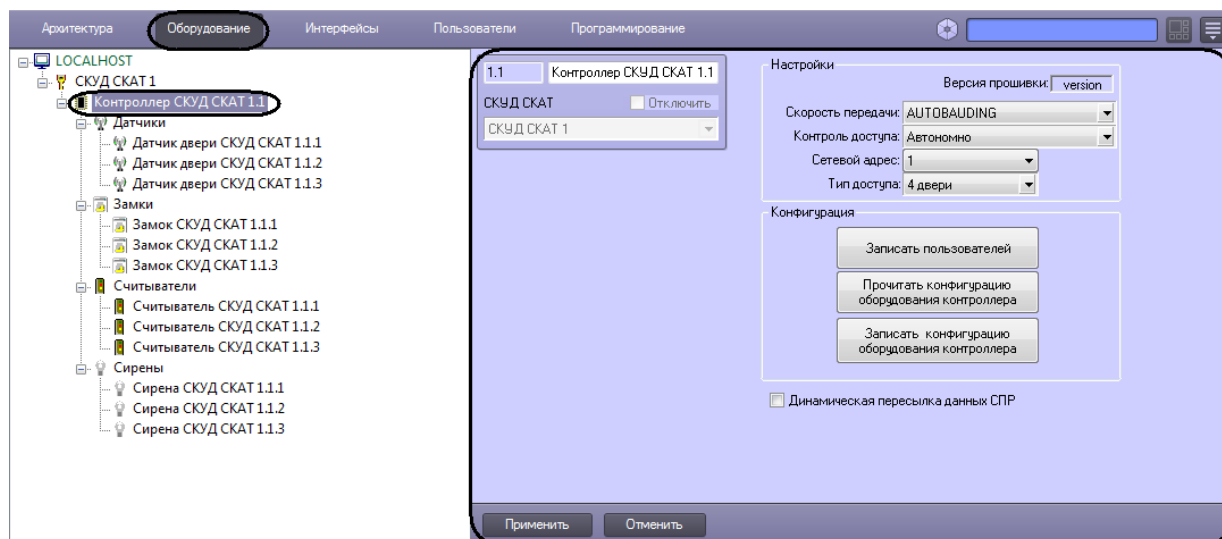 Архитектура Оборудование Интерфейсы Пользователи Программирование
LOCALHOST
СКУД СКАТ 1
Контроллер СКУД СКАТ 1.1
Датчики
Датчик двери СКУД СКАТ 1.1.1
Датчик двери СКУД СКАТ 1.1.2
Датчик двери СКУД СКАТ 1.1.3
Замки
Замок СКУД СКАТ 1.1.1
Замок СКУД СКАТ 1.1.2
Замок СКУД СКАТ 1.1.3
Считыватели
Считыватель СКУД СКАТ 1.1.1
Считыватель СКУД СКАТ 1.1.2
Считыватель СКУД СКАТ 1.1.3
Сирены
Сирена СКУД СКАТ 1.1.1
Сирена СКУД СКАТ 1.1.2
Сирена СКУД СКАТ 1.1.3
1.1 Контроллер СКУД СКАТ 1.1
СКУД СКАТ Отключить
СКУД СКАТ 1
Настройки
Версия прошивки: version
Скорость передачи: AUTOBAUDING
Контроль доступа: Автономно
Сетевой адрес: 1
Тип доступа: 4 двери
Конфигурация
Записать пользователей
Прочитать конфигурацию
оборудования контроллера
Записать конфигурацию
оборудования контроллера
Динамическая пересылка данных СПР
Применить Отменить